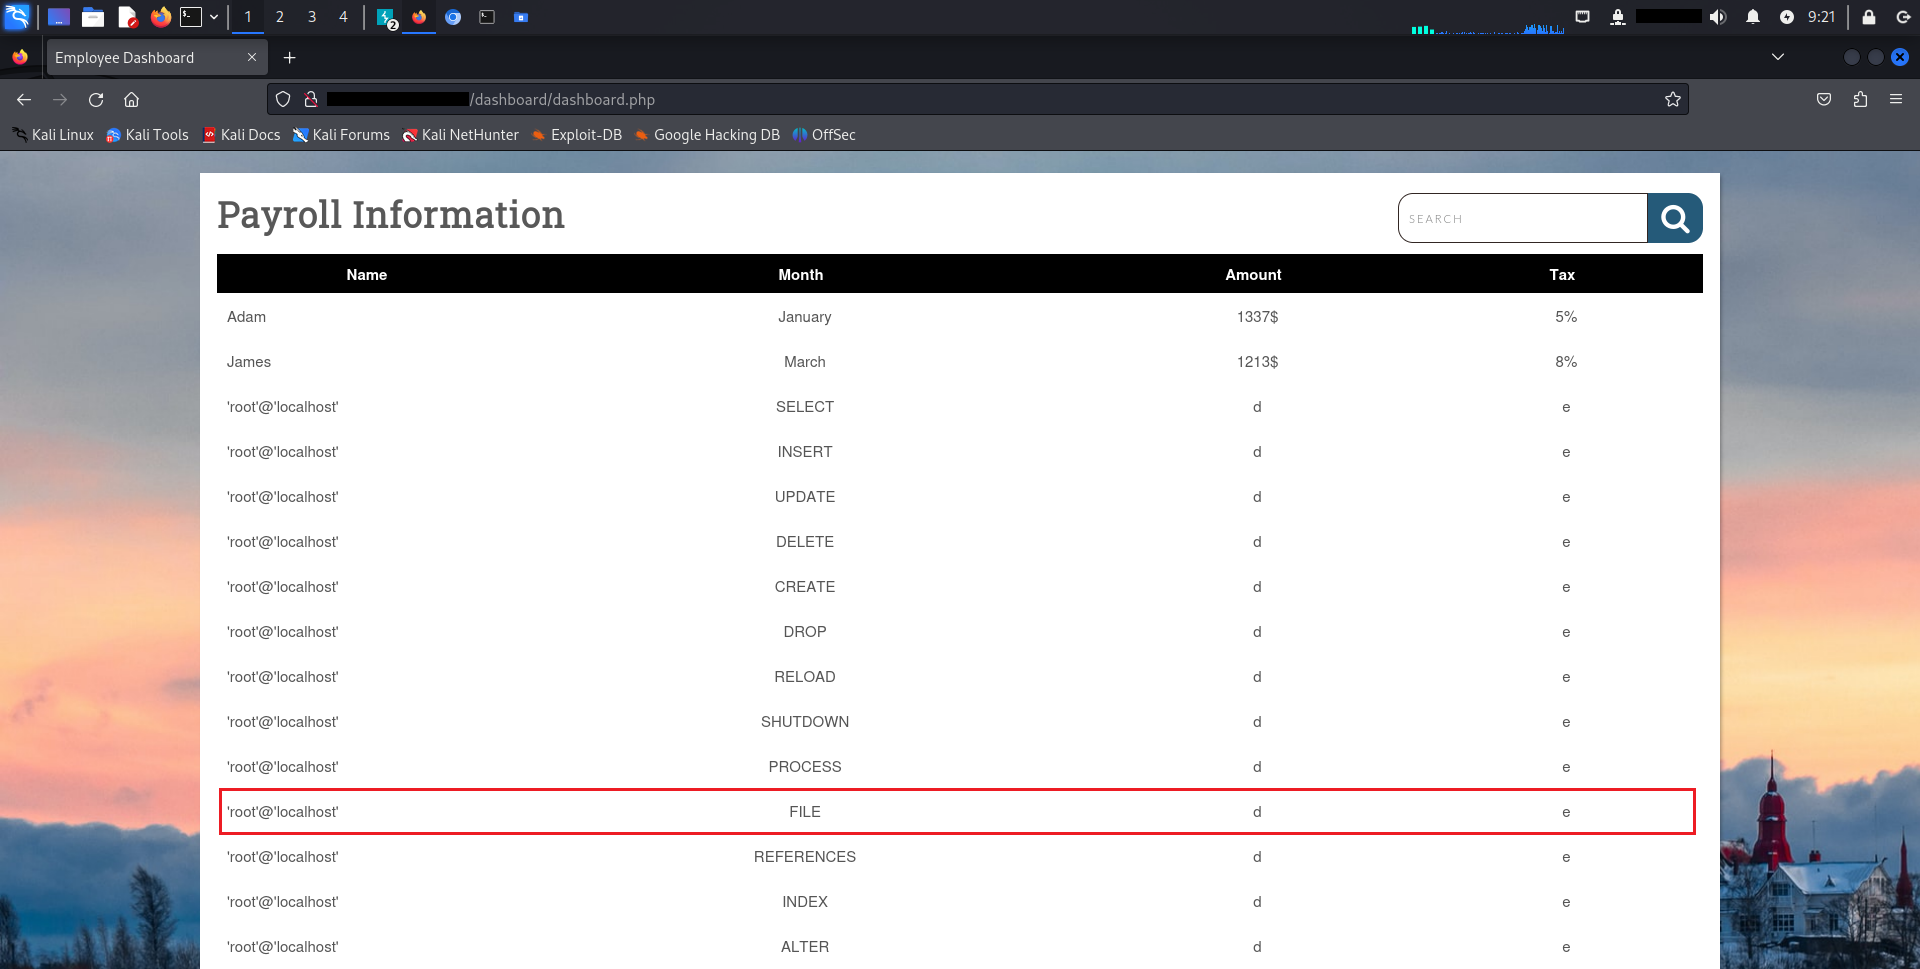 1 2 3 4 2 9:21
Employee Dashboard
/dashboard/dashboard.php
Kali Linux Kali Tools Kali Docs Kali Forums Kali NetHunter Exploit-DB Google Hacking DB OffSec
Payroll Information
SEARCH
Name Month Amount Tax
Adam January 1337$ 5%
James March 1213$ 8%
'root'@'localhost' SELECT d e
'root'@'localhost' INSERT d e
'root'@'localhost' UPDATE d e
'root'@'localhost' DELETE d e
'root'@'localhost' CREATE d e
'root'@'localhost' DROP d e
'root'@'localhost' RELOAD d e
'root'@'localhost' SHUTDOWN d e
'root'@'localhost' PROCESS d e
'root'@'localhost' FILE d e
'root'@'localhost' REFERENCES d e
'root'@'localhost' INDEX d e
'root'@'localhost' ALTER d e